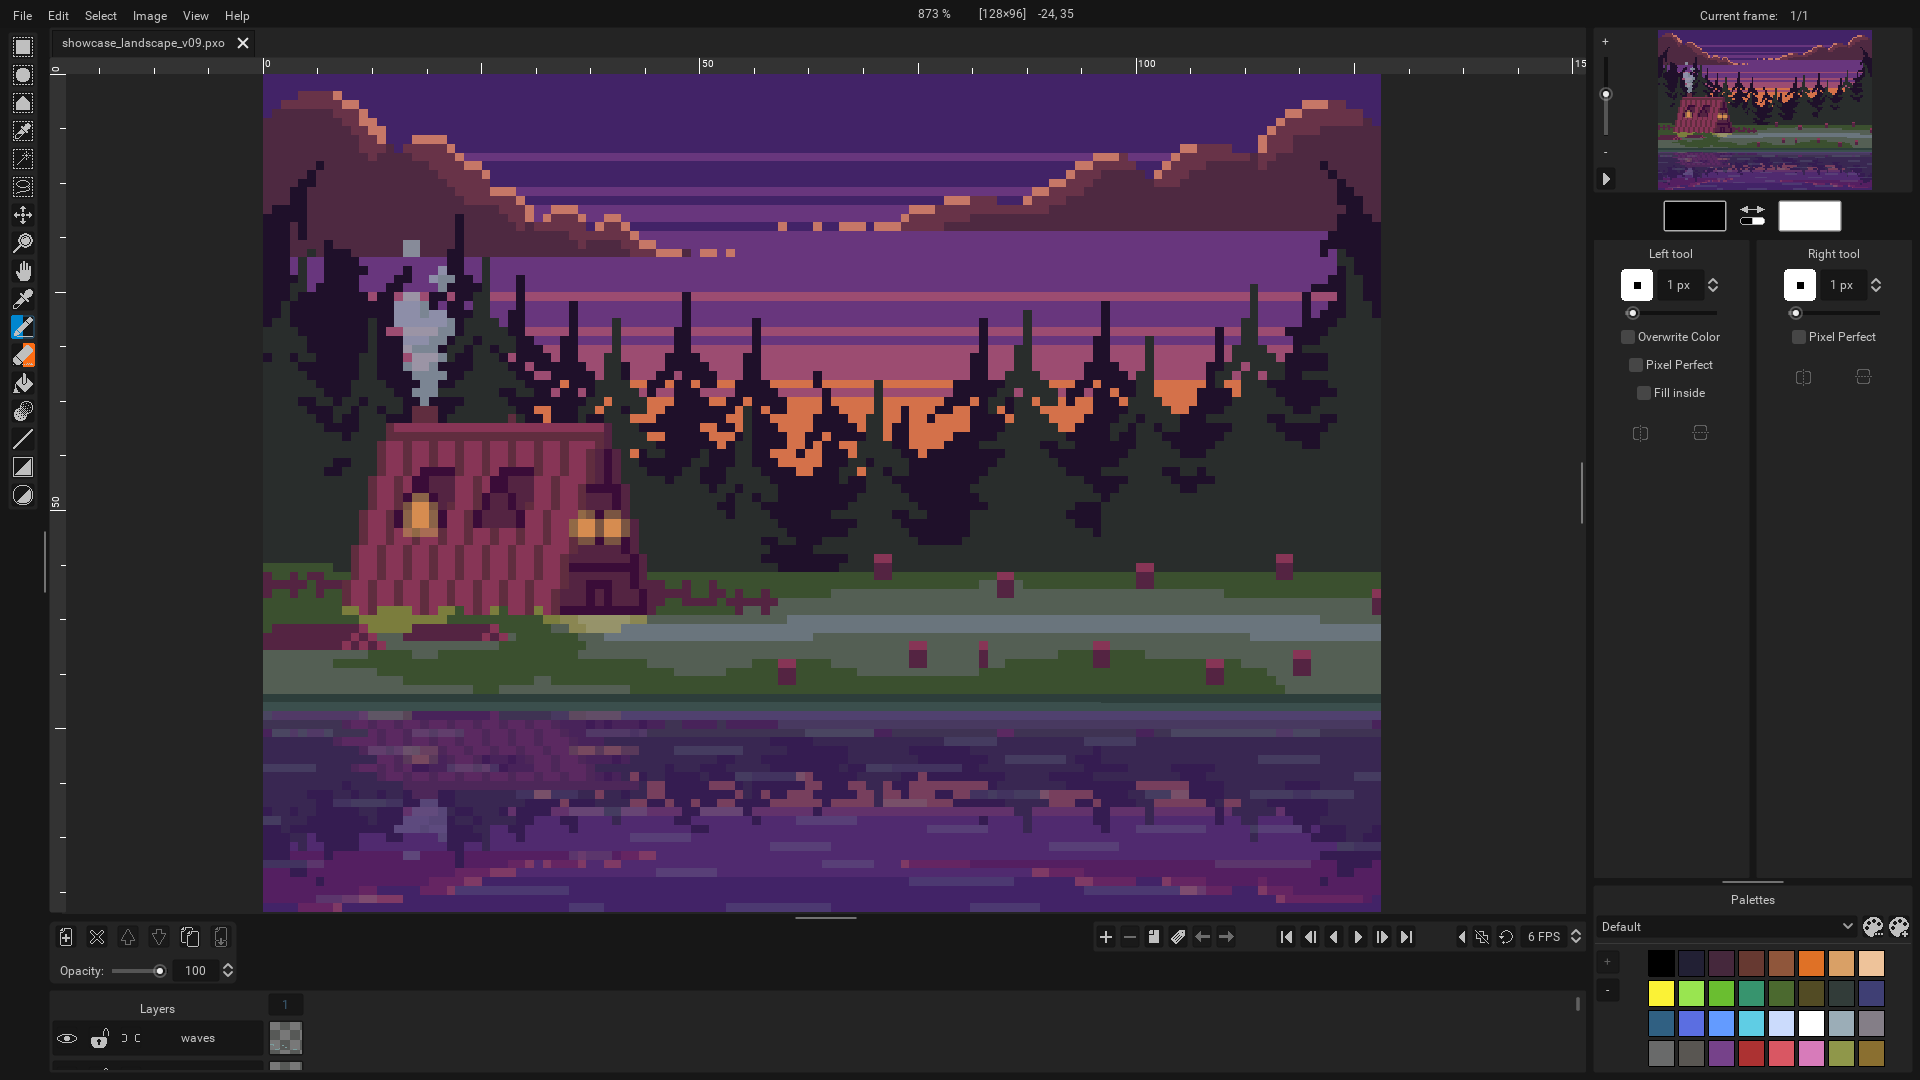 File Edit Select Image View Help
873 % [128×96] -24, 35
Current frame: 1/1
showcase_landscape_v09.pxo
0 50 100 15
0
50
+
-
Left tool
Right tool
1 px
1 px
Overwrite Color
Pixel Perfect
Pixel Perfect
Fill inside
Palettes
Default
+
-
6 FPS
Opacity: 100
Layers
1
waves